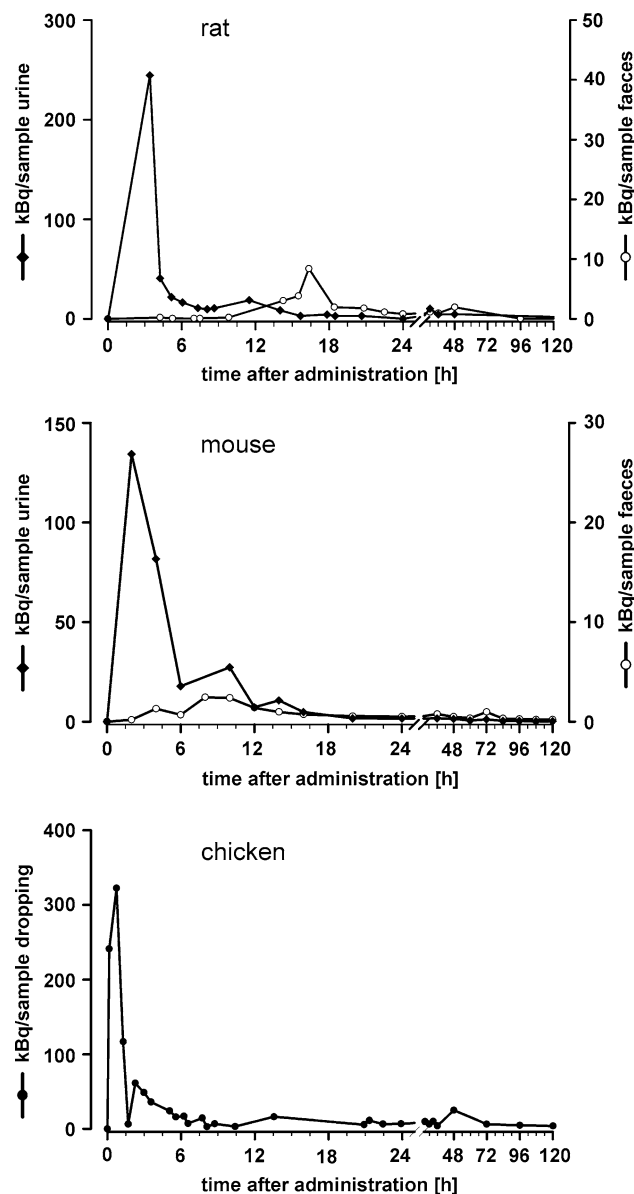 rat
300
200
100
0
kBq/sample urine
50
40
30
20
10
0
kBq/sample faeces
0 6 12 18 24 48 72 96 120
time after administration [h]
mouse
150
100
50
0
kBq/sample urine
30
20
10
0
kBq/sample faeces
0 6 12 18 24 48 72 96 120
time after administration [h]
chicken
400
300
200
100
0
kBq/sample dropping
0 6 12 18 24 48 72 96 120
time after administration [h]